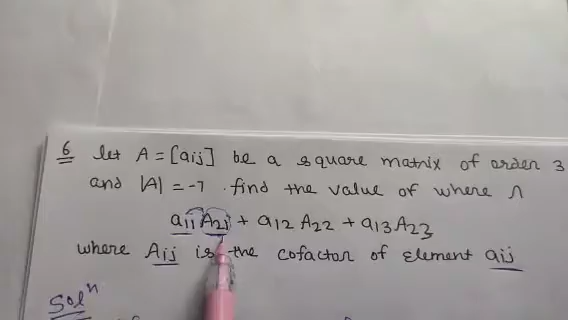 6 let A = [aij] be a square matrix of order 3
and |A| = -7 . find the value of where
a11 A21 + a12 A22 + a13 A23
where Aij is the cofactor of element aij
Solⁿ